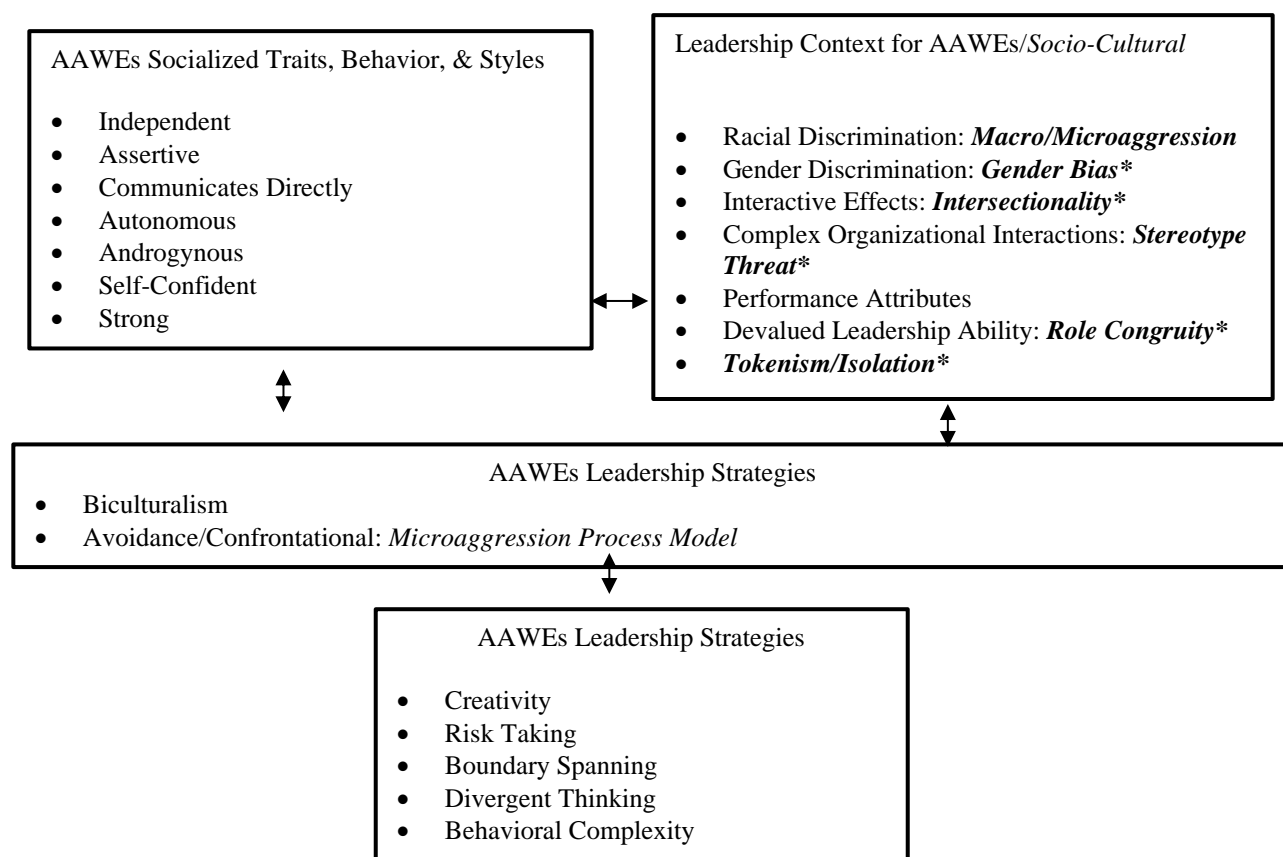 AAWEs Socialized Traits, Behavior, & Styles
• Independent
• Assertive
• Communicates Directly
• Autonomous
• Androgynous
• Self-Confident
• Strong
Leadership Context for AAWEs/Socio-Cultural
• Racial Discrimination: Macro/Microaggression
• Gender Discrimination: Gender Bias*
• Interactive Effects: Intersectionality*
• Complex Organizational Interactions: Stereotype
Threat*
• Performance Attributes
• Devalued Leadership Ability: Role Congruity*
• Tokenism/Isolation*
AAWEs Leadership Strategies
• Biculturalism
• Avoidance/Confrontational: Microaggression Process Model
AAWEs Leadership Strategies
• Creativity
• Risk Taking
• Boundary Spanning
• Divergent Thinking
• Behavioral Complexity